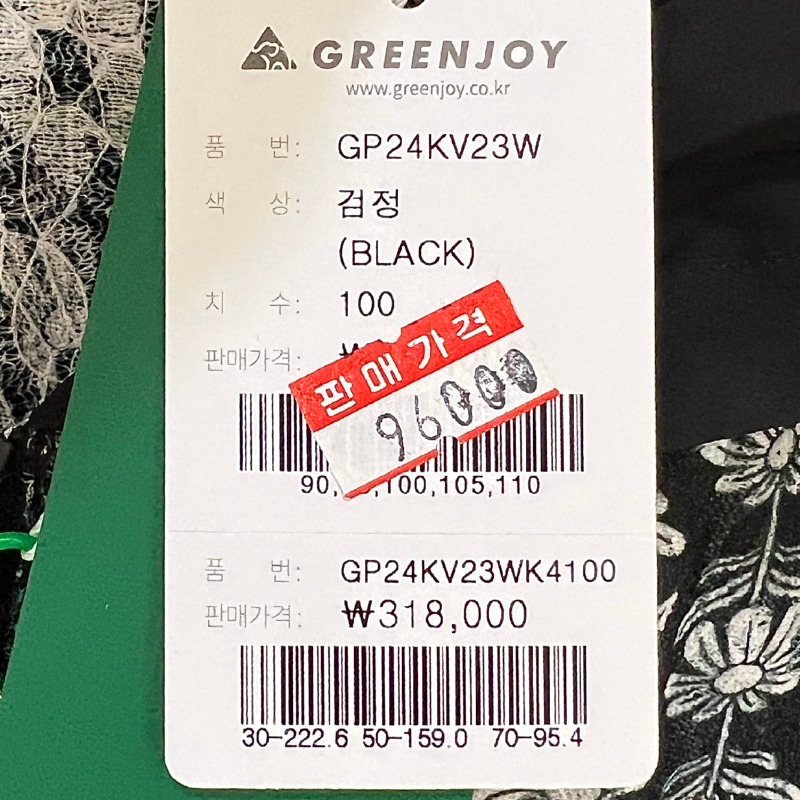 GREENJOY
www.greenjoy.co.kr
품 번: GP24KV23W
색 상: 검정
(BLACK)
치 수: 100
판매가격: ₩
판매가격
96000
90, ,100,105,110
품 번: GP24KV23WK4100
판매가격: ₩318,000
30-222.6 50-159.0 70-95.4